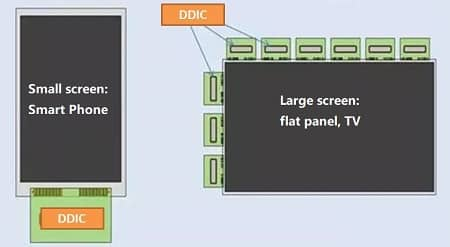 Small screen:
Smart Phone
DDIC
DDIC
Large screen:
flat panel, TV